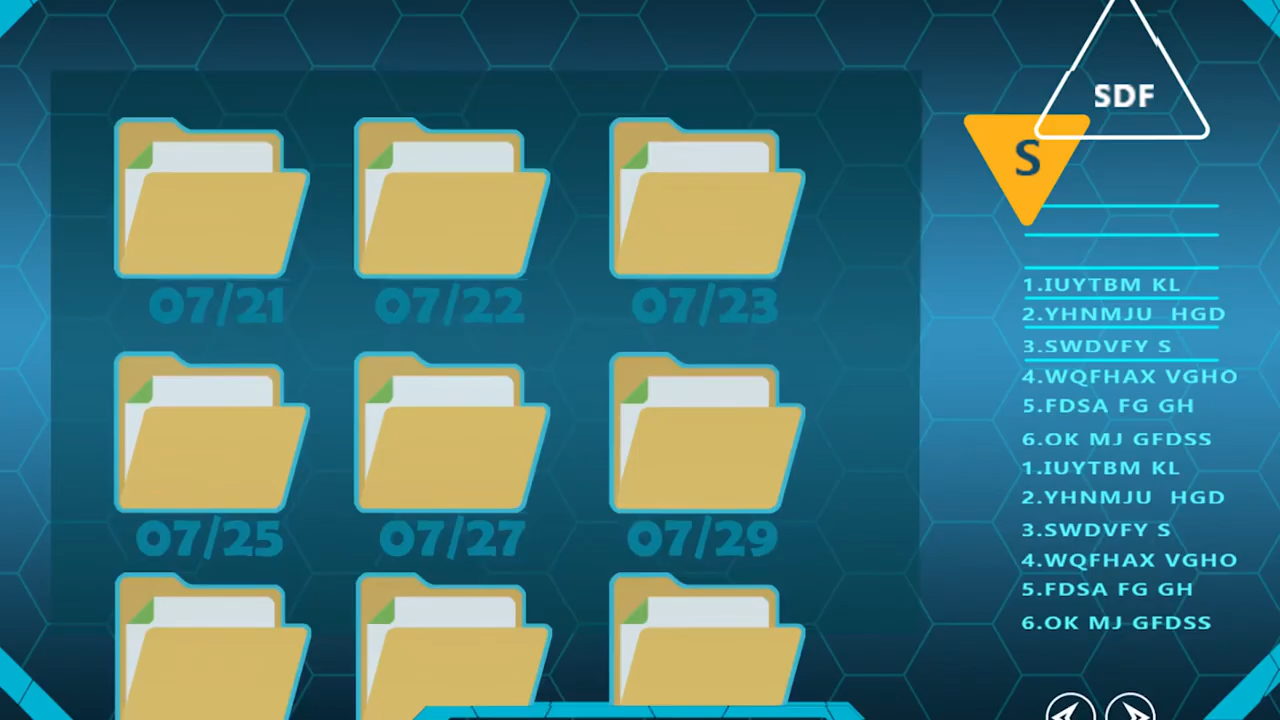 SDF
S
07/21 07/22 07/23
07/25 07/27 07/29
1.IUYTBM KL
2.YHNMJU HGD
3.SWDVFY S
4.WQFHAX VGHO
5.FDSA FG GH
6.OK MJ GFDSS
1.IUYTBM KL
2.YHNMJU HGD
3.SWDVFY S
4.WQFHAX VGHO
5.FDSA FG GH
6.OK MJ GFDSS